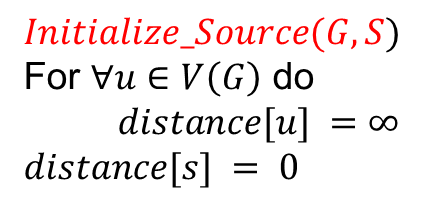 Initialize_Source(G, S)
For ∀u ∈ V(G) do
distance[u] = ∞
distance[s] = 0